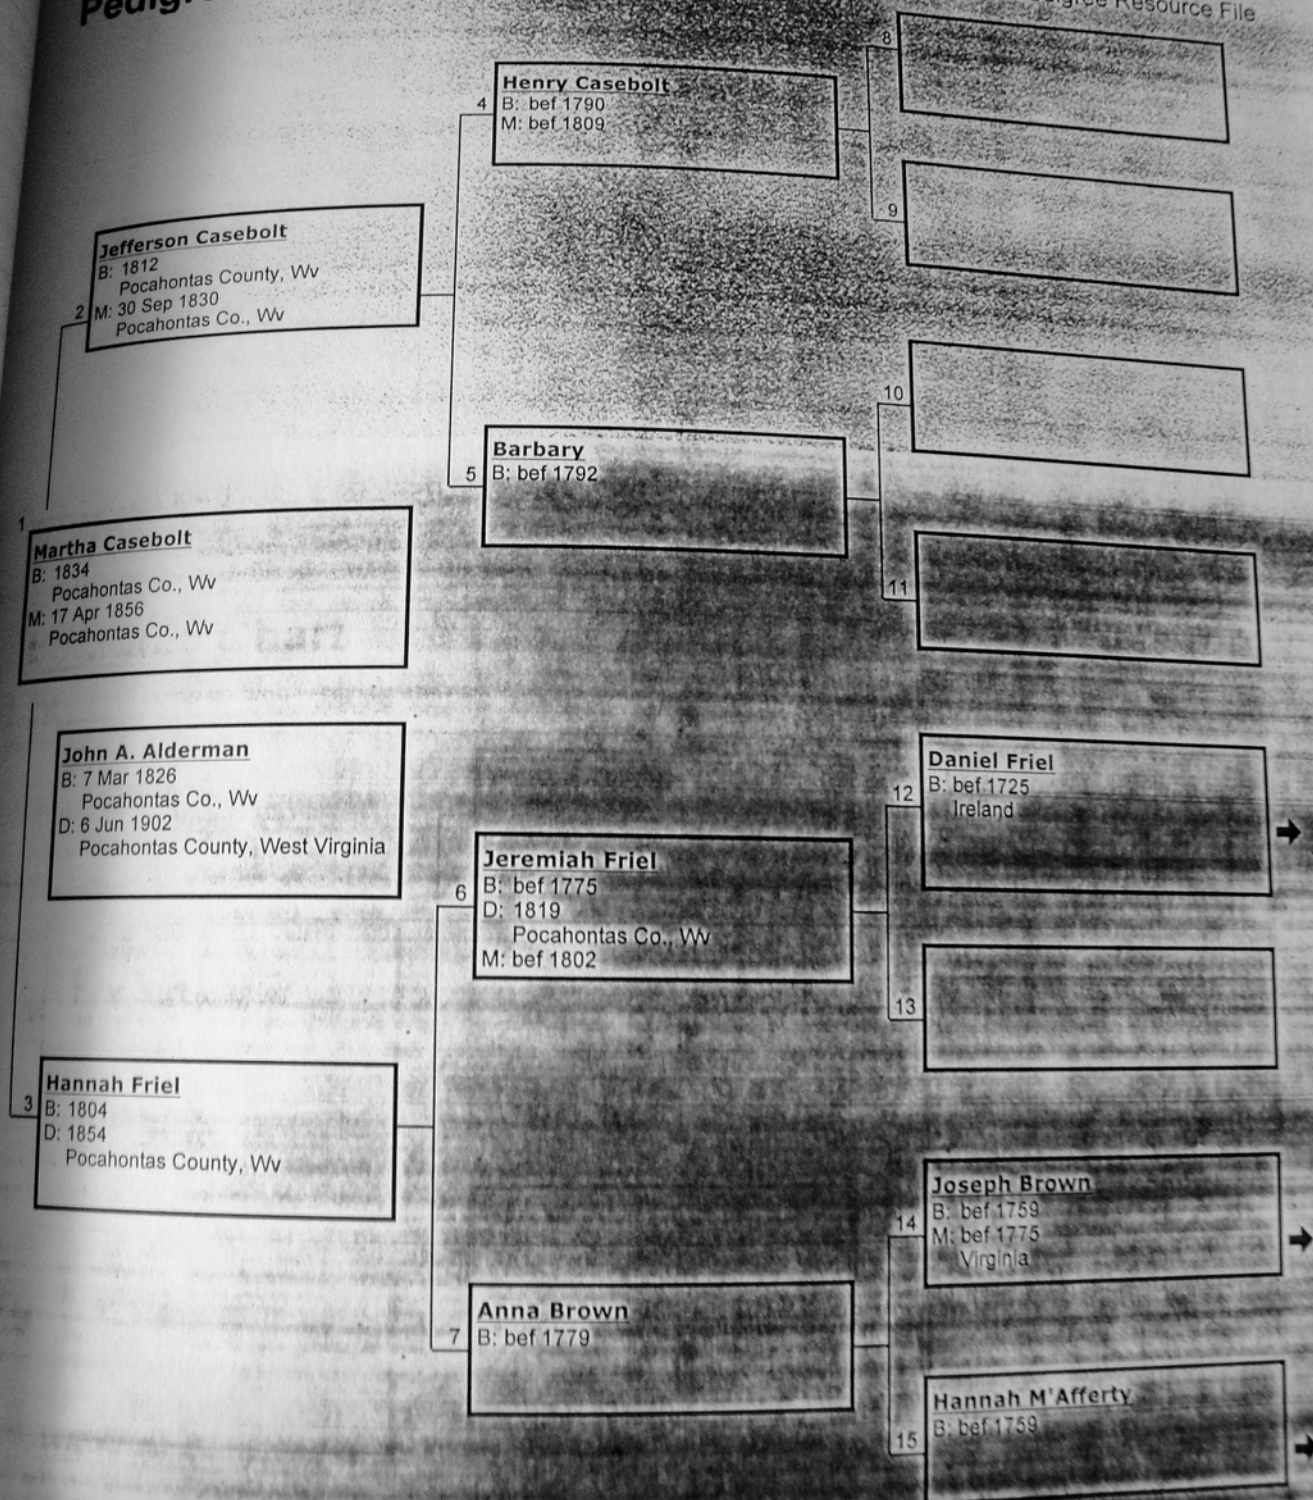 Resource File
8
4
Henry Casebolt
B: bef 1790
M: bef 1809
9
2
Jefferson Casebolt
B: 1812
Pocahontas County, Wv
M: 30 Sep 1830
Pocahontas Co., Wv
10
5
Barbary
B: bef 1792
11
1
Martha Casebolt
B: 1834
Pocahontas Co., Wv
M: 17 Apr 1856
Pocahontas Co., Wv
John A. Alderman
B: 7 Mar 1826
Pocahontas Co., Wv
D: 6 Jun 1902
Pocahontas County, West Virginia
12
Daniel Friel
B: bef 1725
Ireland
6
Jeremiah Friel
B: bef 1775
D: 1819
Pocahontas Co., Wv
M: bef 1802
13
3
Hannah Friel
B: 1804
D: 1854
Pocahontas County, Wv
14
Joseph Brown
B: bef 1759
M: bef 1775
Virginia
7
Anna Brown
B: bef 1779
15
Hannah M'Afferty
B: bef 1759